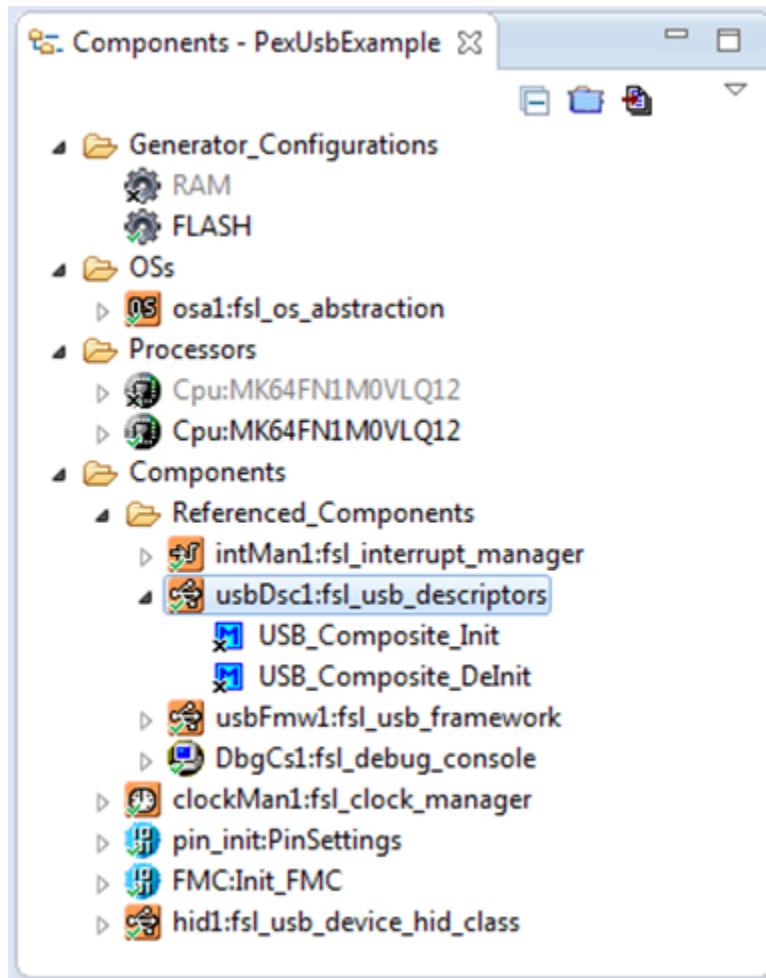 Components - PexUsbExample
Generator_Configurations
RAM
FLASH
OSs
osa1:fsl_os_abstraction
Processors
Cpu:MK64FN1M0VLQ12
Cpu:MK64FN1M0VLQ12
Components
Referenced_Components
intMan1:fsl_interrupt_manager
usbDsc1:fsl_usb_descriptors
USB_Composite_Init
USB_Composite_DeInit
usbFmw1:fsl_usb_framework
DbgCs1:fsl_debug_console
clockMan1:fsl_clock_manager
pin_init:PinSettings
FMC:Init_FMC
hid1:fsl_usb_device_hid_class